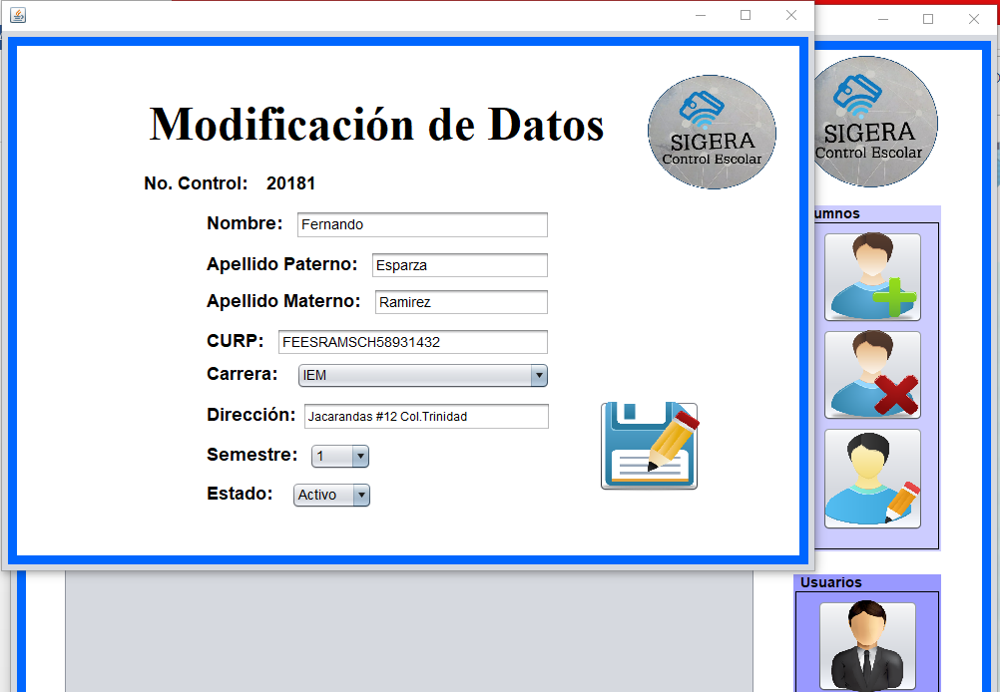 Modificación de Datos
SIGERA
Control Escolar
No. Control: 20181
Nombre: Fernando
Apellido Paterno: Esparza
Apellido Materno: Ramirez
CURP: FEESRAMSCH58931432
Carrera: IEM
Dirección: Jacarandas #12 Col.Trinidad
Semestre: 1
Estado: Activo
SIGERA
Control Escolar
umnos
Usuarios